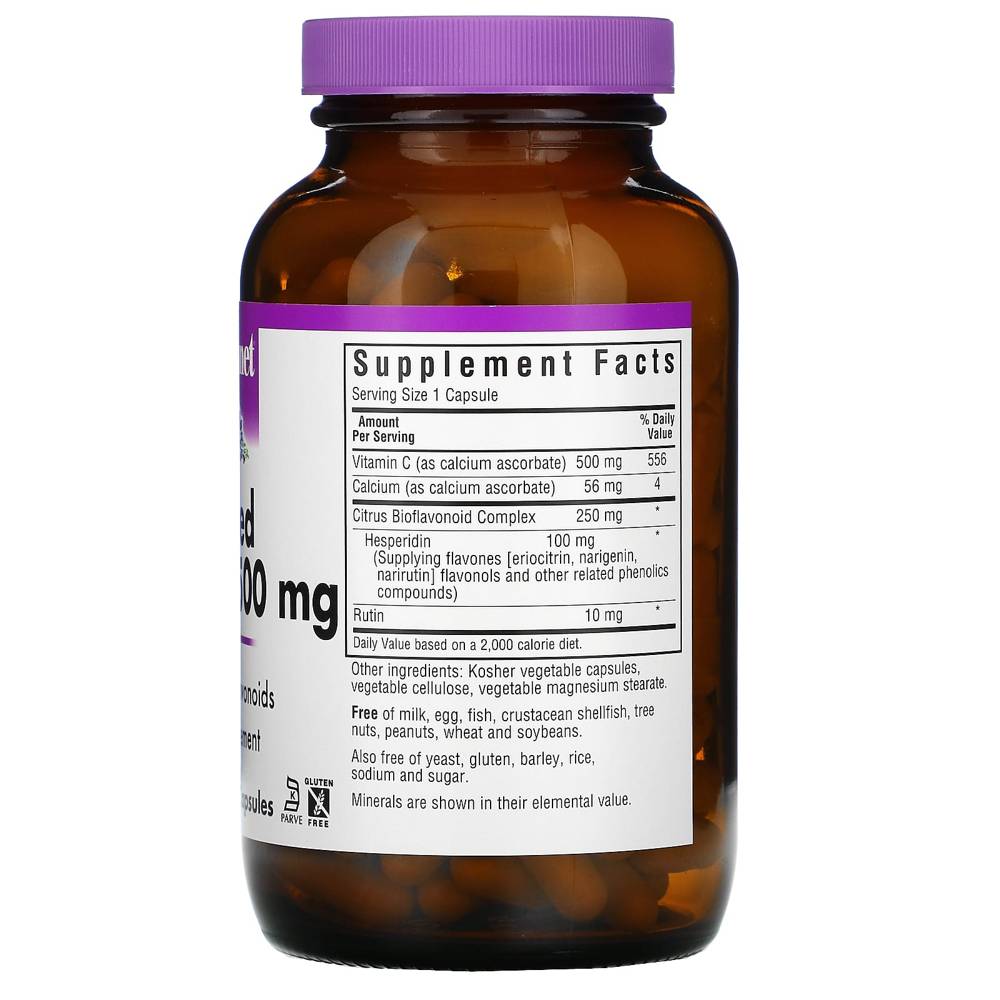 Supplement Facts
Serving Size 1 Capsule
Amount
Per Serving
% Daily
Value
Vitamin C (as calcium ascorbate) 500 mg 556
Calcium (as calcium ascorbate) 56 mg 4
Citrus Bioflavonoid Complex 250 mg *
Hesperidin 100 mg *
(Supplying flavones [eriocitrin, narigenin,
narirutin] flavonols and other related phenolics
compounds)
Rutin 10 mg *
Daily Value based on a 2,000 calorie diet.
Other ingredients: Kosher vegetable capsules,
vegetable cellulose, vegetable magnesium stearate.
Free of milk, egg, fish, crustacean shellfish, tree
nuts, peanuts, wheat and soybeans.
Also free of yeast, gluten, barley, rice,
sodium and sugar.
Minerals are shown in their elemental value.
net
ed
500 mg
vonoids
ement
apsules
K
PARVE
GLUTEN
FREE